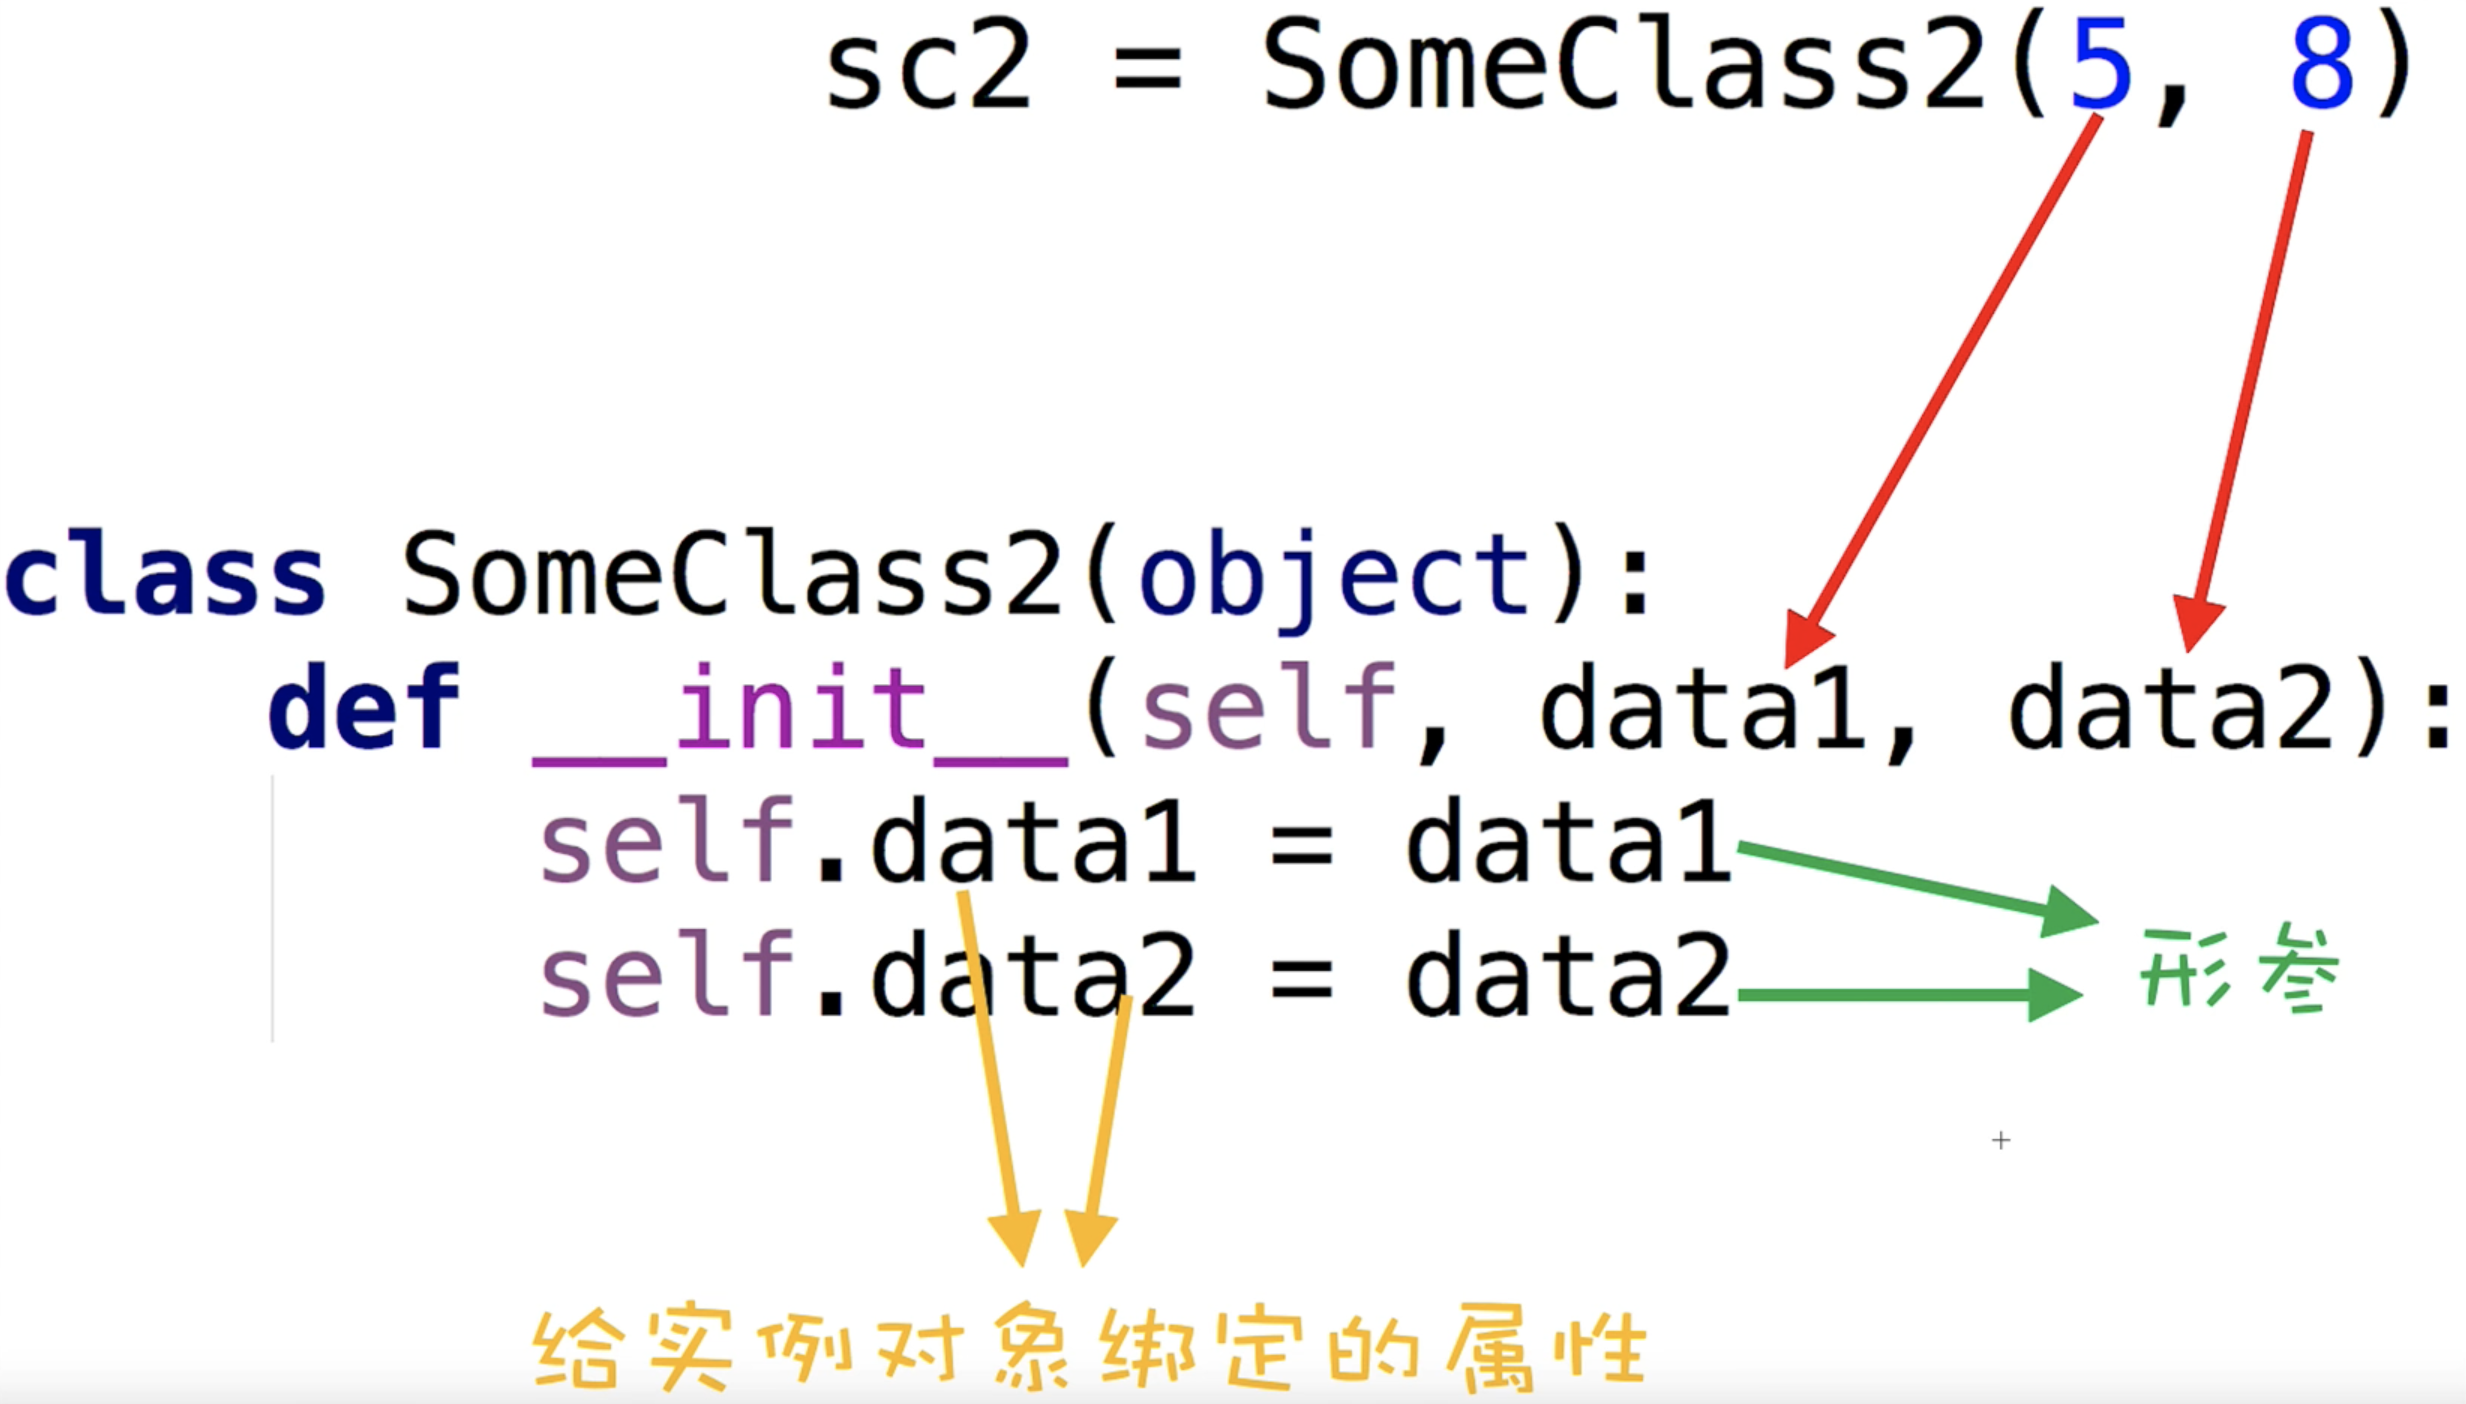 sc2 = SomeClass2(5, 8)
class SomeClass2(object):
    def __init__(self, data1, data2):
        self.data1 = data1
        self.data2 = data2
形参
给实例对象绑定的属性